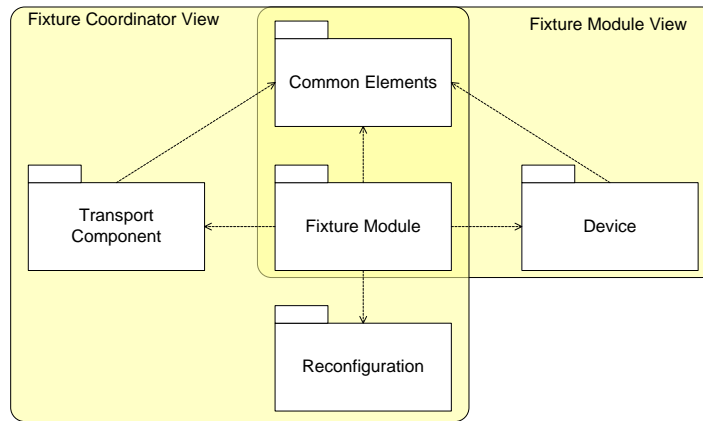 Fixture Coordinator View
Fixture Module View
Common Elements
Transport
Component
Fixture Module
Device
Reconfiguration